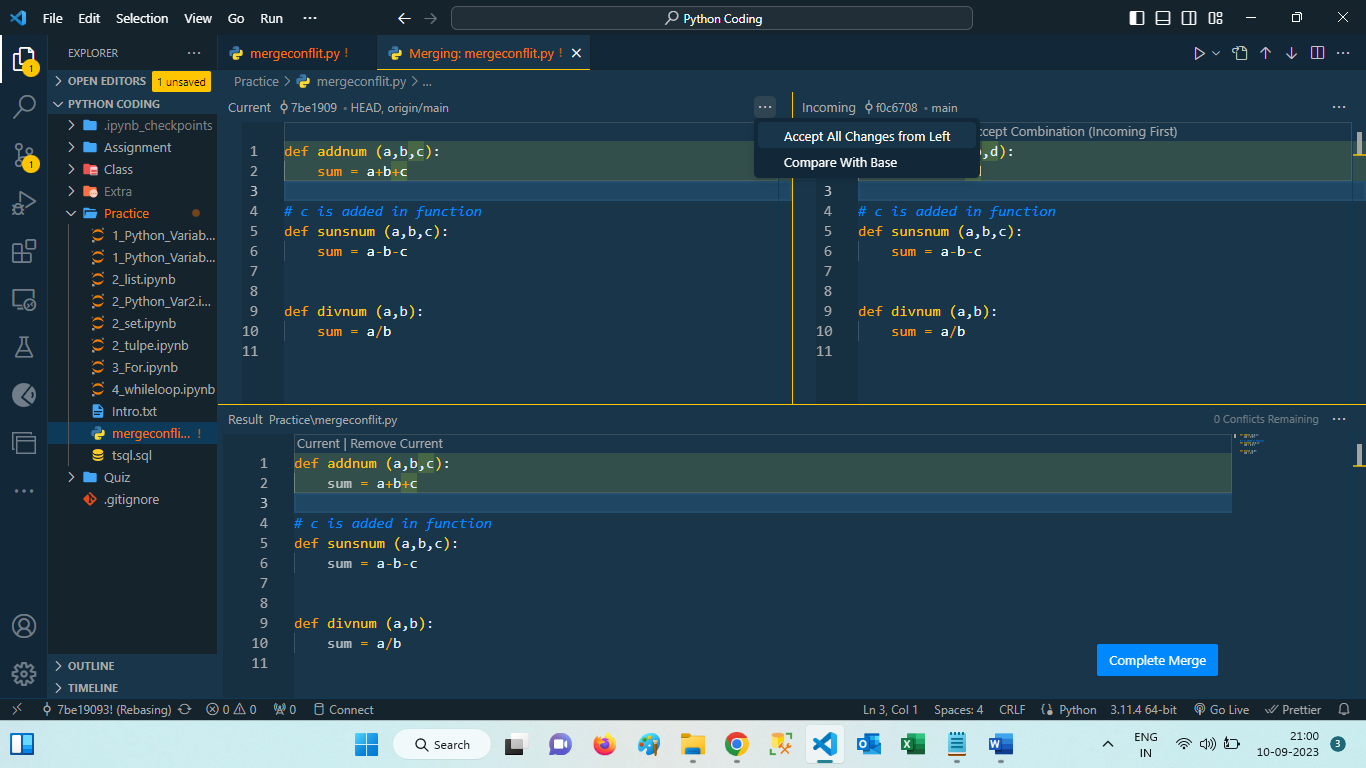 File Edit Selection View Go Run ···
Python Coding
EXPLORER ···
OPEN EDITORS 1 unsaved
PYTHON CODING
.ipynb_checkpoints
Assignment
Class
Extra
Practice
1_Python_Variab...
1_Python_Variab...
2_list.ipynb
2_Python_Var2.i...
2_set.ipynb
2_tulpe.ipynb
3_For.ipynb
4_whileloop.ipynb
Intro.txt
mergeconfli... !
tsql.sql
Quiz
.gitignore
OUTLINE
TIMELINE
1
1
mergeconflit.py !
Merging: mergeconflit.py !
Practice > mergeconflit.py > ...
Current 7be1909 • HEAD, origin/main
1 def addnum (a,b,c):
2 sum = a+b+c
3
4 # c is added in function
5 def sunsnum (a,b,c):
6 sum = a-b-c
7
8
9 def divnum (a,b):
10 sum = a/b
11
Accept All Changes from Left
Compare With Base
Incoming f0c6708 • main
ccept Combination (Incoming First)
b,d):
3
4 # c is added in function
5 def sunsnum (a,b,c):
6 sum = a-b-c
7
8
9 def divnum (a,b):
10 sum = a/b
11
Result Practice\mergeconflit.py
0 Conflicts Remaining ···
Current | Remove Current
1 def addnum (a,b,c):
2 sum = a+b+c
3
4 # c is added in function
5 def sunsnum (a,b,c):
6 sum = a-b-c
7
8
9 def divnum (a,b):
10 sum = a/b
11
Complete Merge
7be19093! (Rebasing) 0 0 0 Connect
Ln 3, Col 1 Spaces: 4 CRLF Python 3.11.4 64-bit Go Live Prettier
Search
ENG
IN
21:00
10-09-2023
3